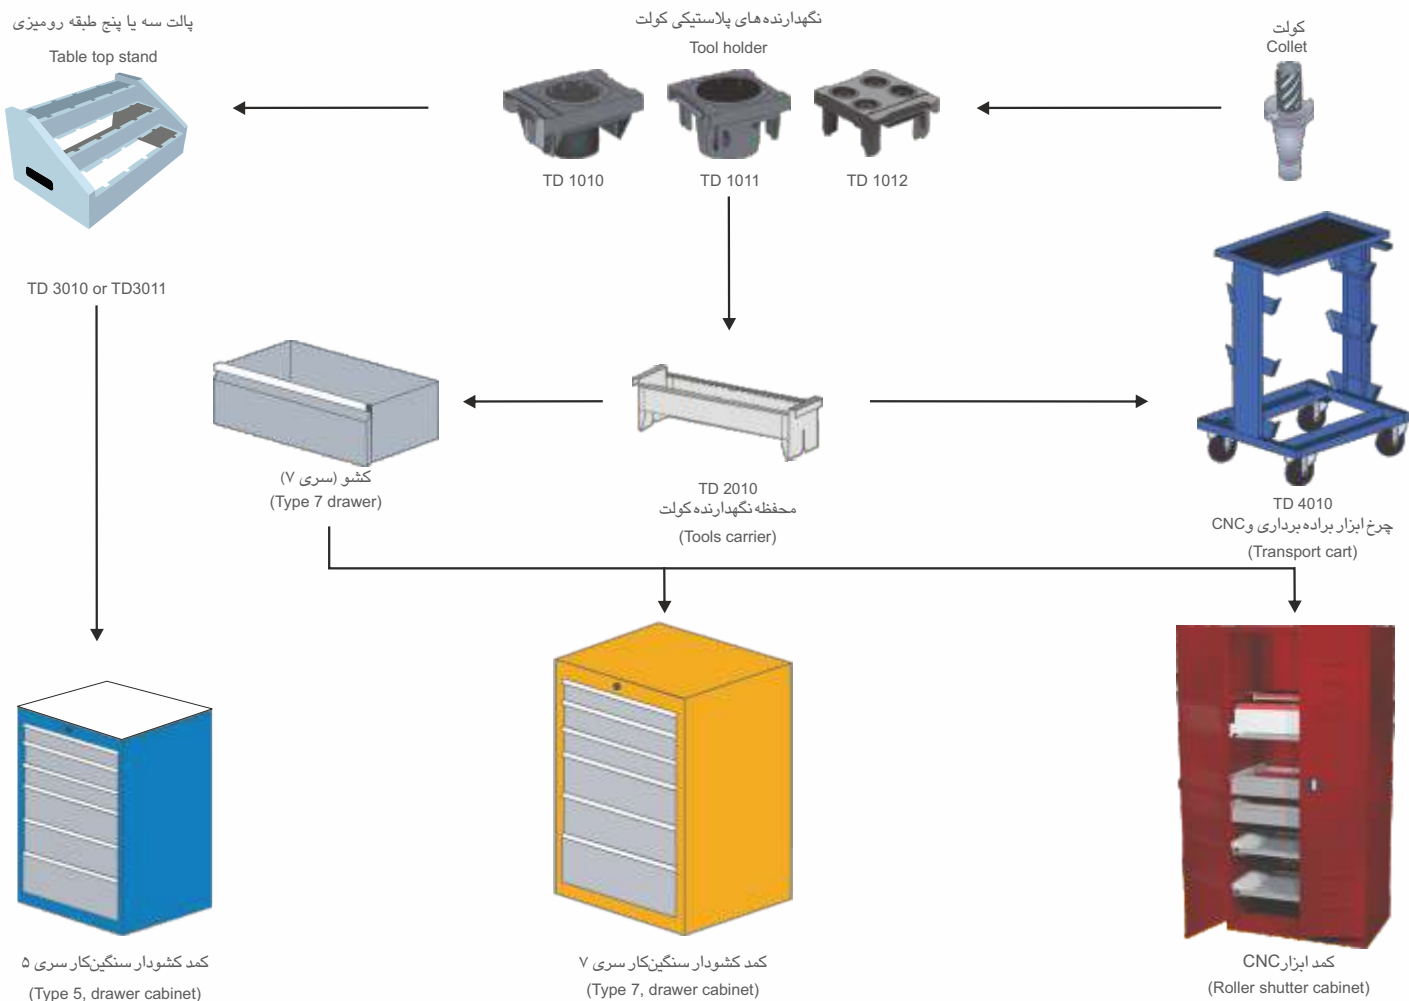 پالت سه یا پنج طبقه رومیزی
Table top stand
نگهدارنده های پلاستیکی کولت
Tool holder
کولت
Collet
TD 1010
TD 1011
TD 1012
TD 3010 or TD3011
کشو (سری ۷)
(Type 7 drawer)
TD 2010
محفظه نگهدارنده کولت
(Tools carrier)
TD 4010
چرخ ابزار براده برداری و CNC
(Transport cart)
کمد کشودار سنگین‌کار سری ۵
(Type 5, drawer cabinet)
کمد کشودار سنگین‌کار سری ۷
(Type 7, drawer cabinet)
کمد ابزار CNC
(Roller shutter cabinet)